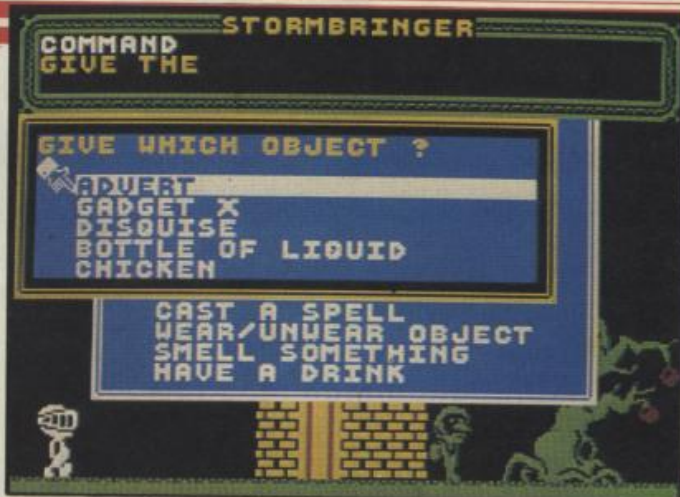 STORMBRINGER
COMMAND
GIVE THE
GIVE WHICH OBJECT ?
ADVERT
GADGET X
DISGUISE
BOTTLE OF LIQUID
CHICKEN
CAST A SPELL
WEAR/UNWEAR OBJECT
SMELL SOMETHING
HAVE A DRINK